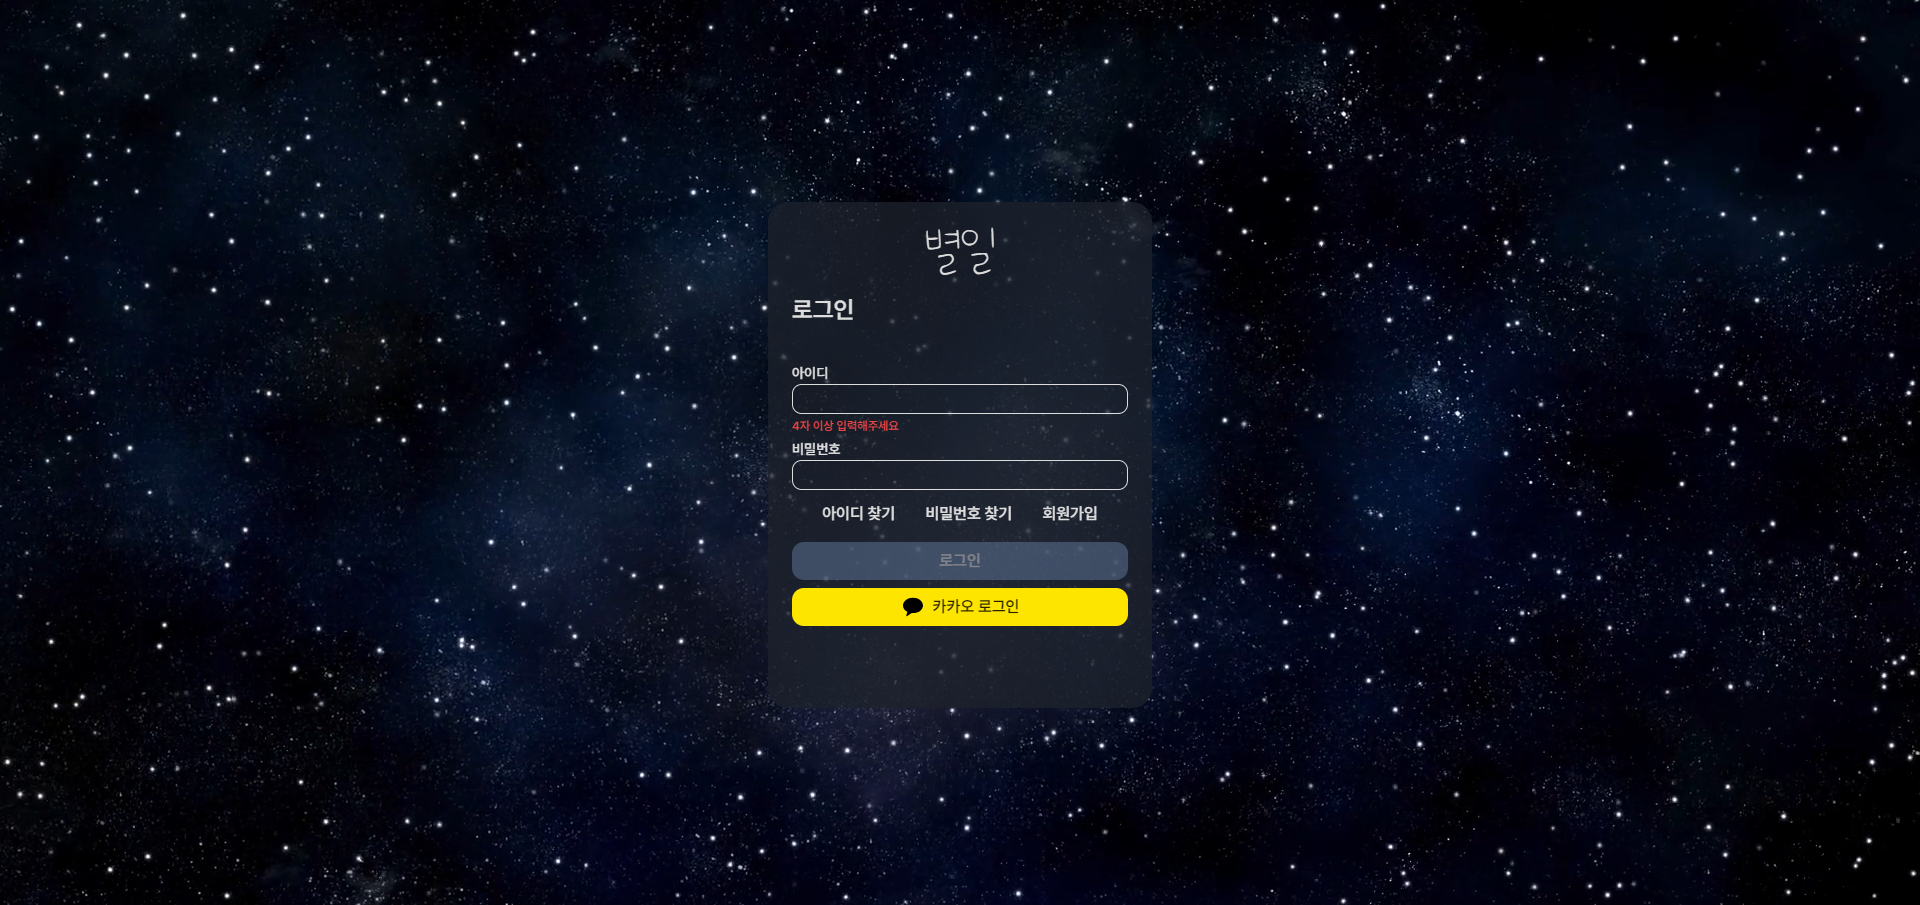 별일
로그인
아이디
4자 이상 입력해주세요
비밀번호
아이디 찾기 비밀번호 찾기 회원가입
로그인
카카오 로그인